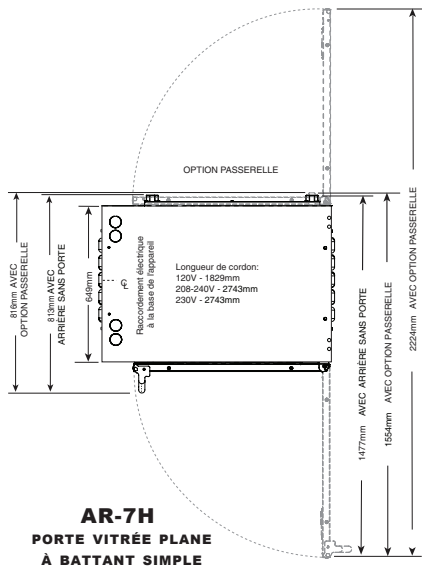 OPTION PASSERELLE
816mm AVEC
OPTION PASSERELLE
813mm AVEC
ARRIÈRE SANS PORTE
649mm
Raccordement électrique
à la base de l'appareil
Longueur de cordon:
120V - 1829mm
208-240V - 2743mm
230V - 2743mm
1477mm AVEC ARRIÈRE SANS PORTE
1554mm AVEC OPTION PASSERELLE
2224mm AVEC OPTION PASSERELLE
AR-7H
PORTE VITRÉE PLANE
À BATTANT SIMPLE